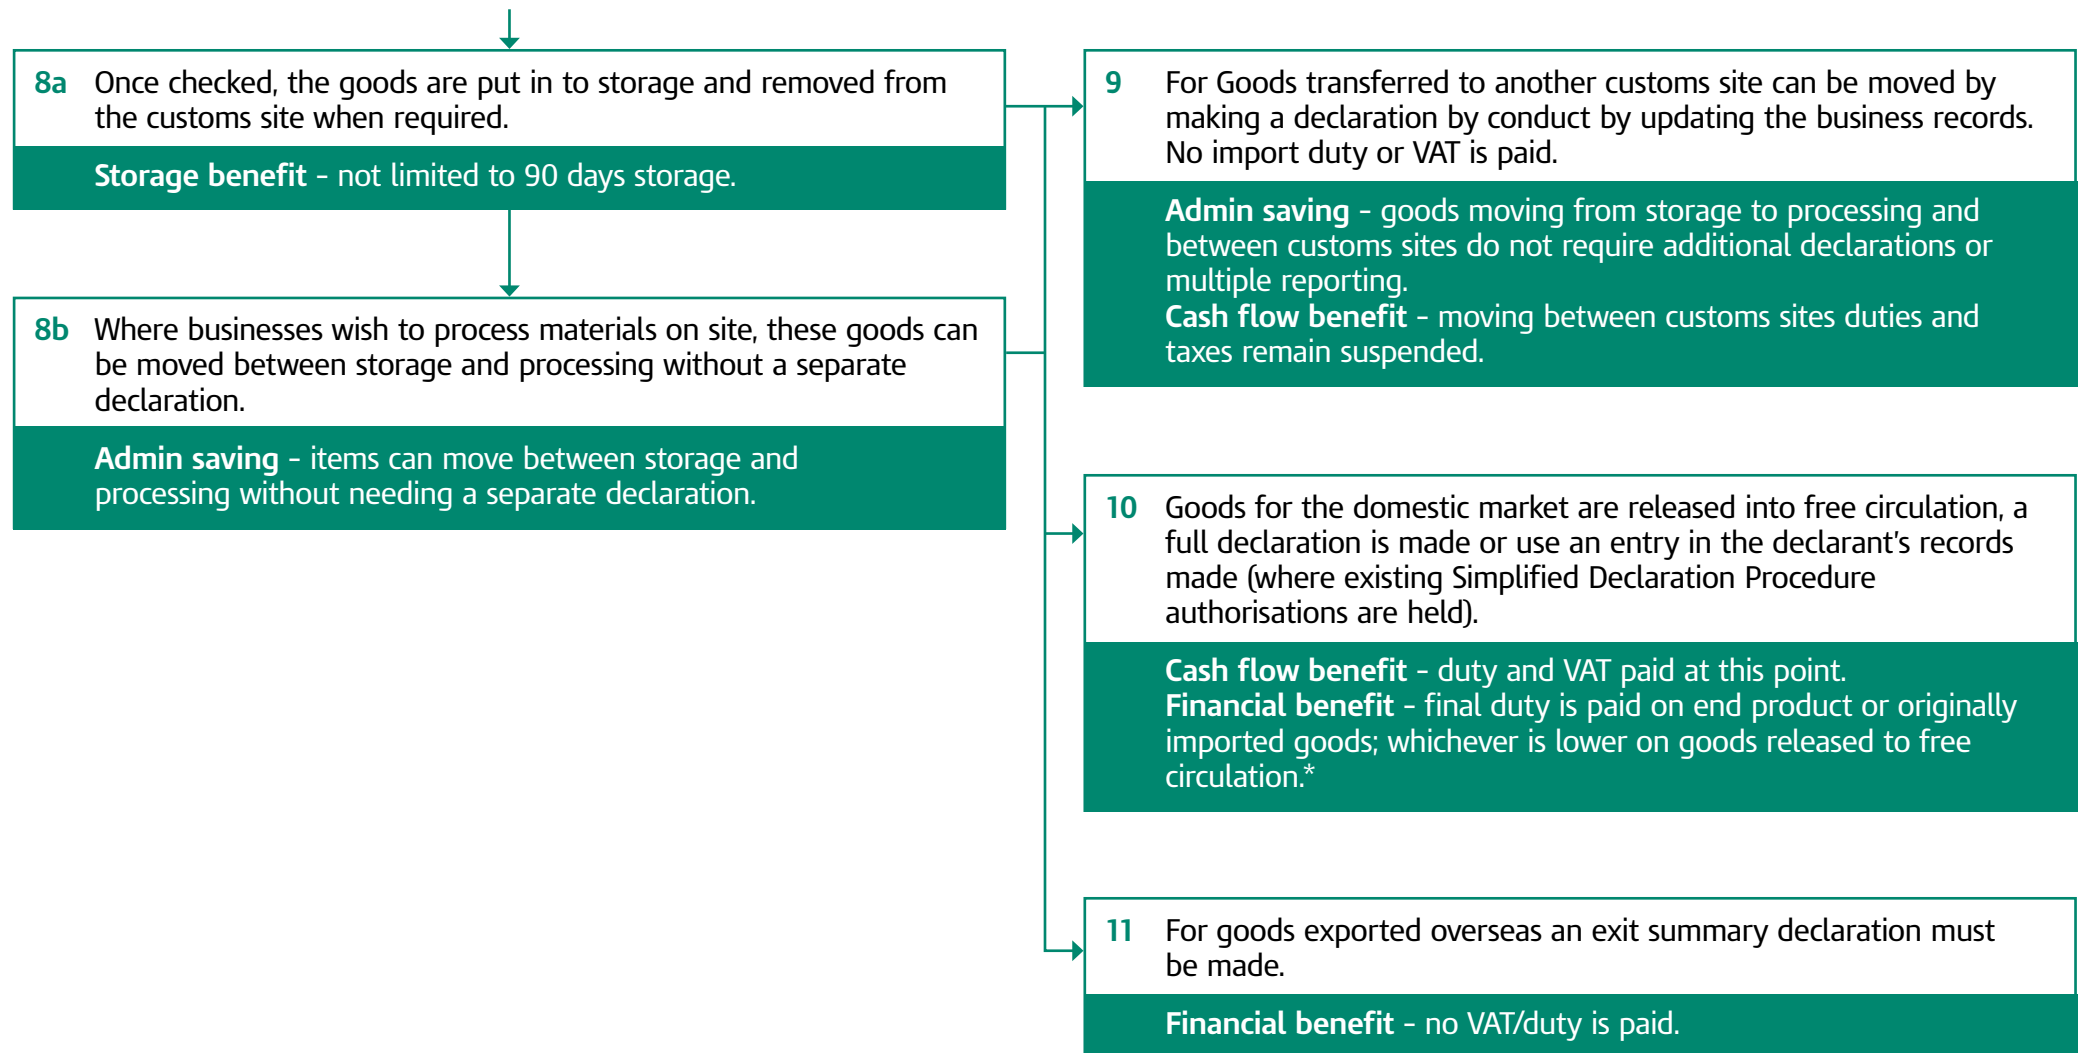 8a Once checked, the goods are put in to storage and removed from
the customs site when required.
Storage benefit – not limited to 90 days storage.
8b Where businesses wish to process materials on site, these goods can
be moved between storage and processing without a separate
declaration.
Admin saving – items can move between storage and
processing without needing a separate declaration.
9 For Goods transferred to another customs site can be moved by
making a declaration by conduct by updating the business records.
No import duty or VAT is paid.
Admin saving – goods moving from storage to processing and
between customs sites do not require additional declarations or
multiple reporting.
Cash flow benefit – moving between customs sites duties and
taxes remain suspended.
10 Goods for the domestic market are released into free circulation, a
full declaration is made or use an entry in the declarant's records
made (where existing Simplified Declaration Procedure
authorisations are held).
Cash flow benefit – duty and VAT paid at this point.
Financial benefit – final duty is paid on end product or originally
imported goods; whichever is lower on goods released to free
circulation.*
11 For goods exported overseas an exit summary declaration must
be made.
Financial benefit – no VAT/duty is paid.